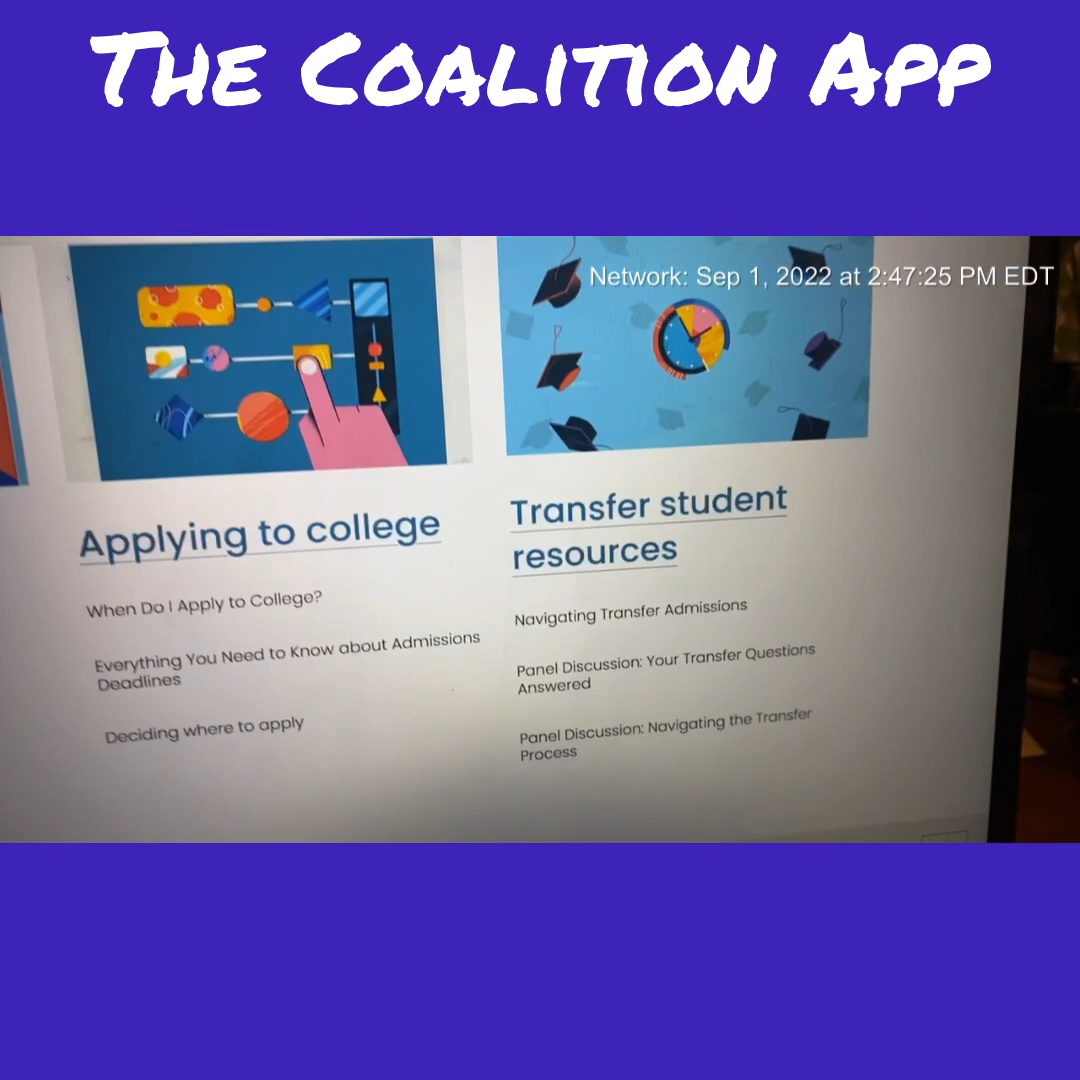 The Coalition App
Network: Sep 1, 2022 at 2:47:25 PM EDT
Applying to college
When Do I Apply to College?
Everything You Need to Know about Admissions
Deadlines
Deciding where to apply
Transfer student
resources
Navigating Transfer Admissions
Panel Discussion: Your Transfer Questions
Answered
Panel Discussion: Navigating the Transfer
Process